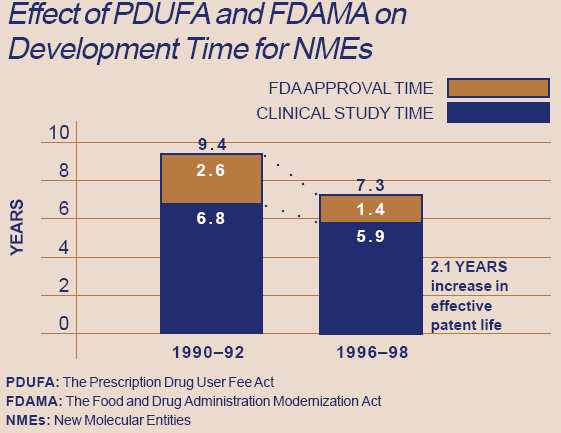 Effect of PDUFA and FDAMA on
Development Time for NMEs
FDA APPROVAL TIME
CLINICAL STUDY TIME
YEARS
10
8
6
4
2
0
9.4
2.6
6.8
7.3
1.4
5.9
2.1 YEARS
increase in
effective
patent life
1990–92
1996–98
PDUFA: The Prescription Drug User Fee Act
FDAMA: The Food and Drug Administration Modernization Act
NMEs: New Molecular Entities